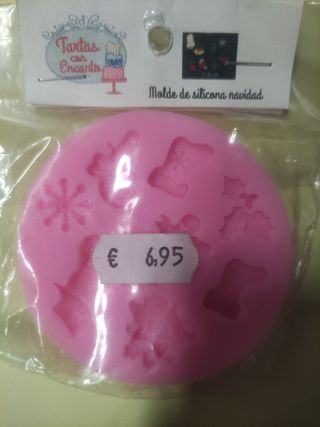 Tartas
con
Encanto
Molde de silicona navidad
€ 6,95